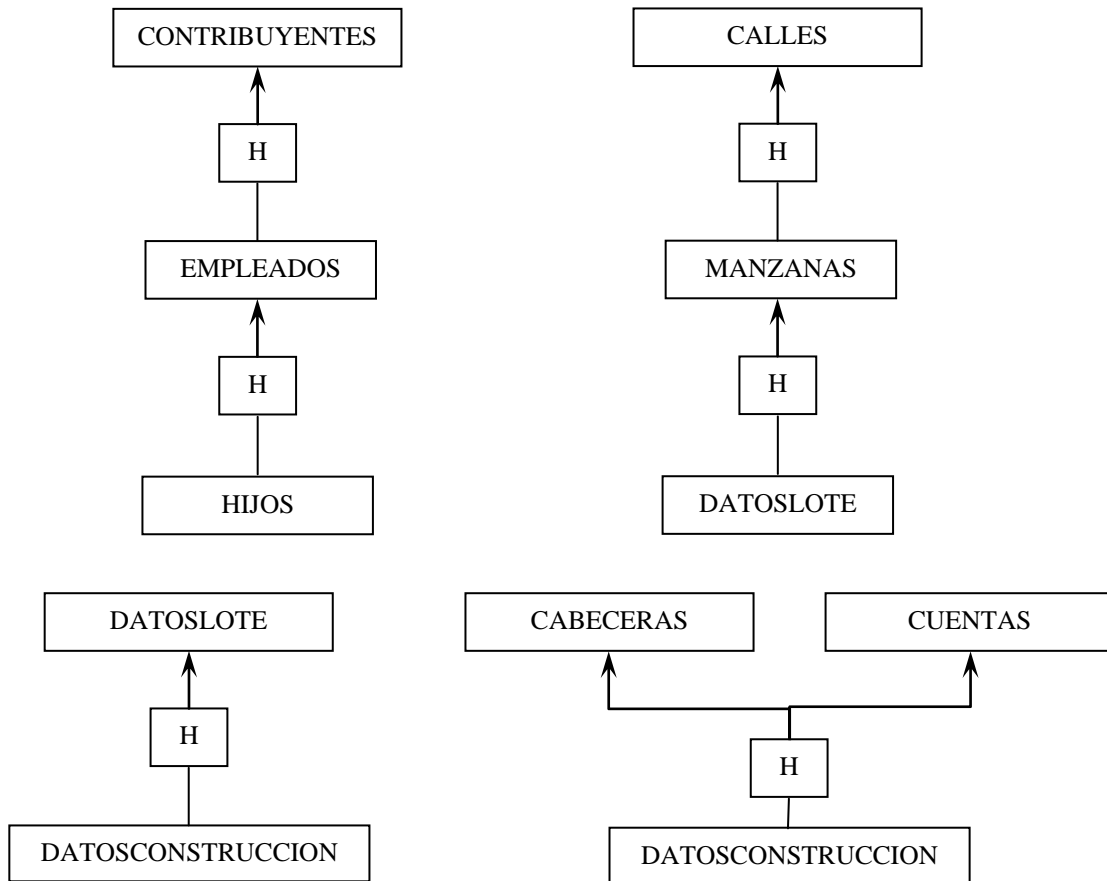 CONTRIBUYENTES
H
EMPLEADOS
H
HIJOS
CALLES
H
MANZANAS
H
DATOSLOTE
DATOSLOTE
H
DATOSCONSTRUCCION
CABECERAS
CUENTAS
H
DATOSCONSTRUCCION